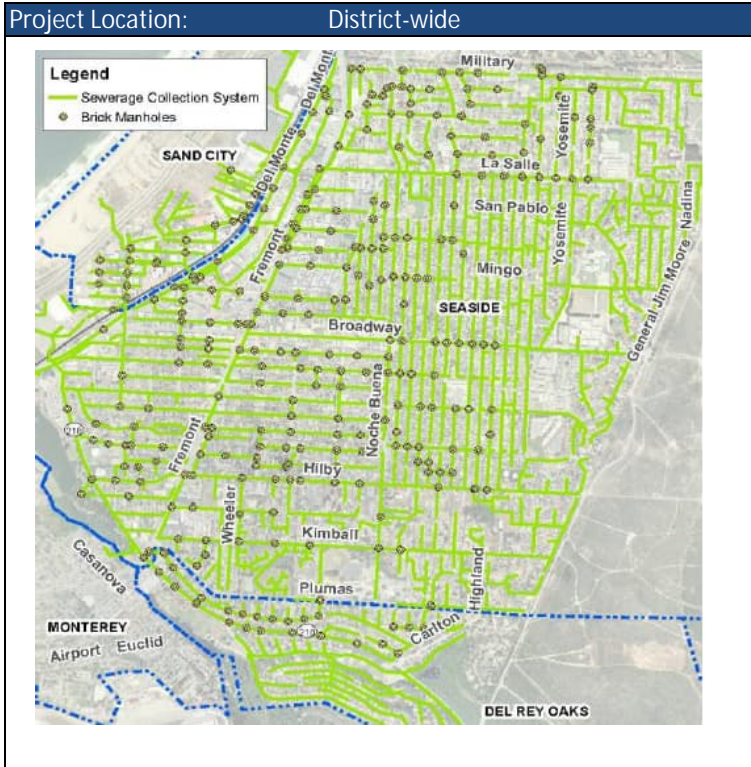 Project Location: District-wide
Legend
Sewerage Collection System
Brick Manholes
Military
Del Monte
SAND CITY
Del Monte
Yosemite
La Salle
San Pablo
Nadina
Fremont
Yosemite
Mingo
General Jim Moore
SEASIDE
Broadway
Noche Buena
218
Fremont
Hilby
Wheeler
Kimball
Casanova
Highland
Plumas
MONTEREY
Carlton
218
Airport Euclid
DEL REY OAKS